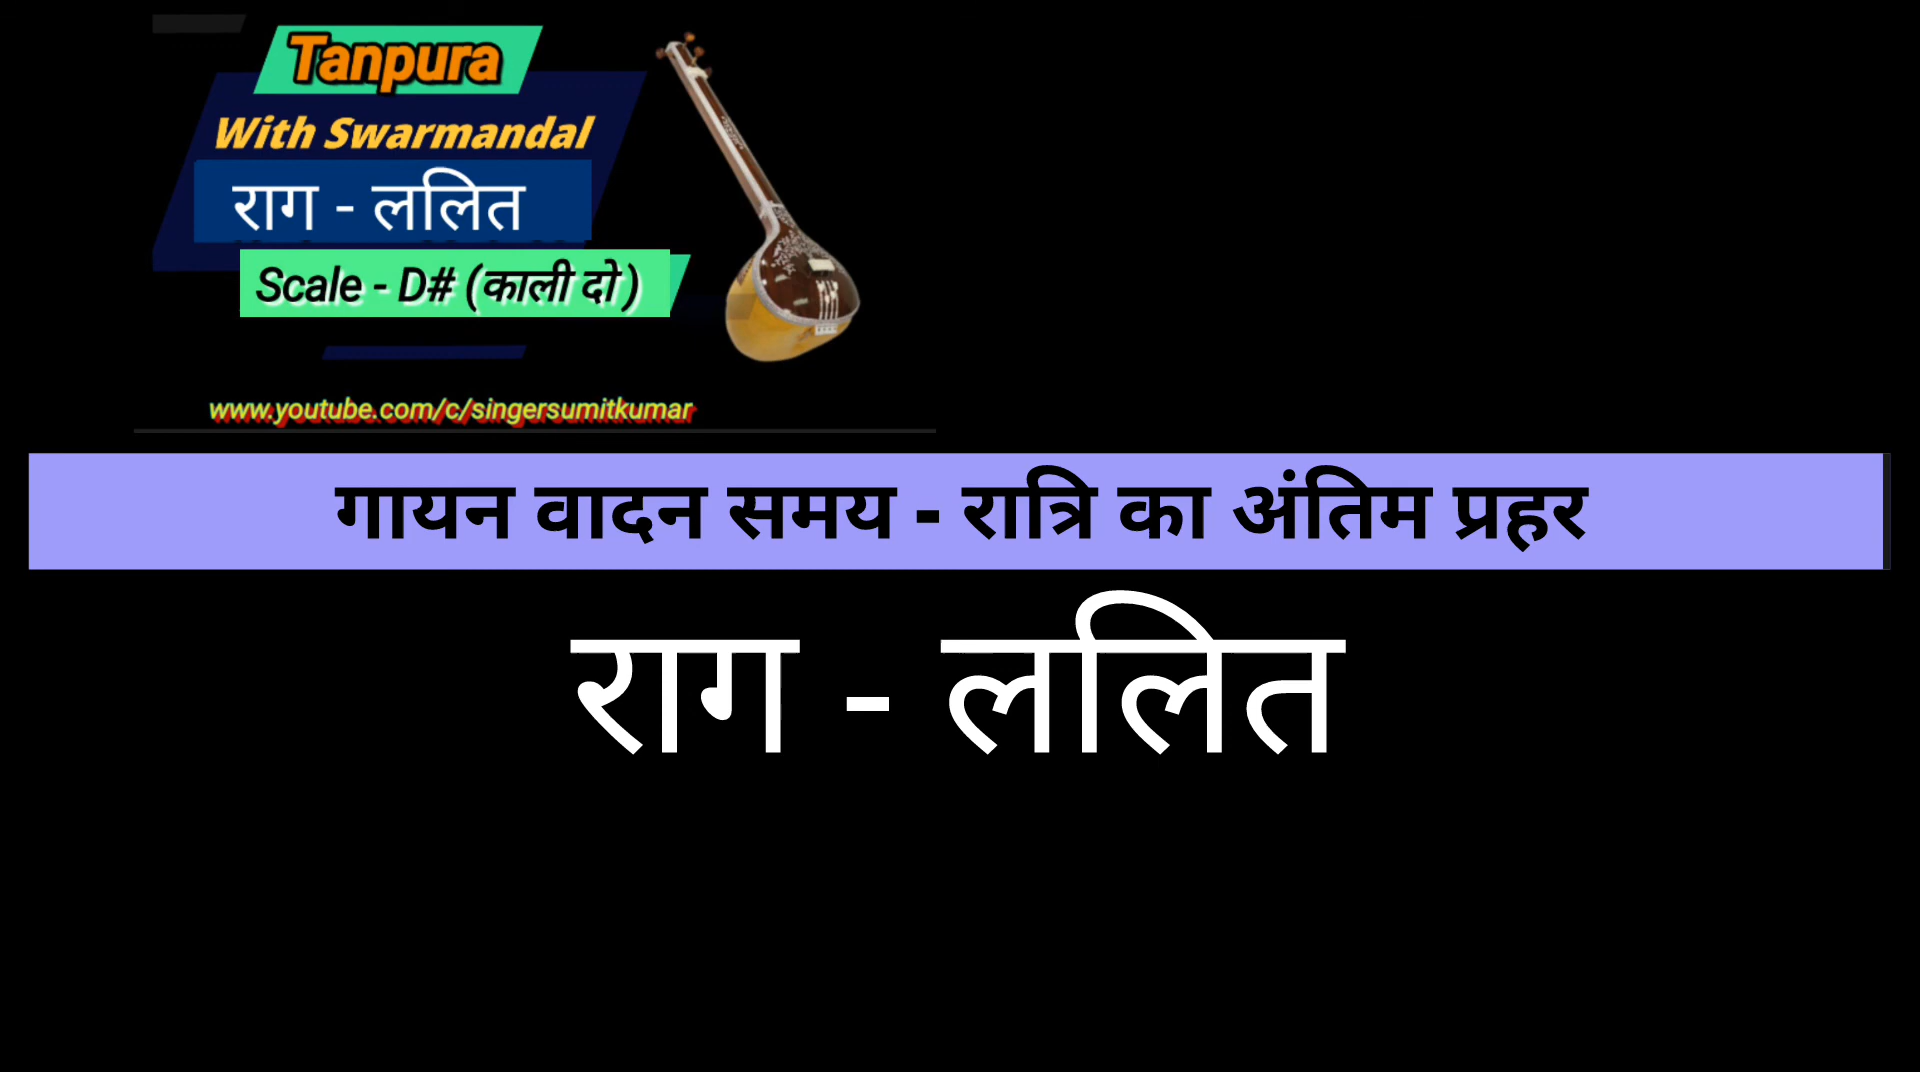 Tanpura
With Swarmandal
राग - ललित
Scale - D# (काली दो)
www.youtube.com/c/singersumitkumar
गायन वादन समय - रात्रि का अंतिम प्रहर
राग - ललित